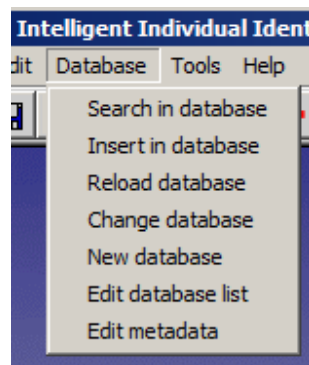 Intelligent Individual Ident
dit Database Tools Help
Search in database
Insert in database
Reload database
Change database
New database
Edit database list
Edit metadata